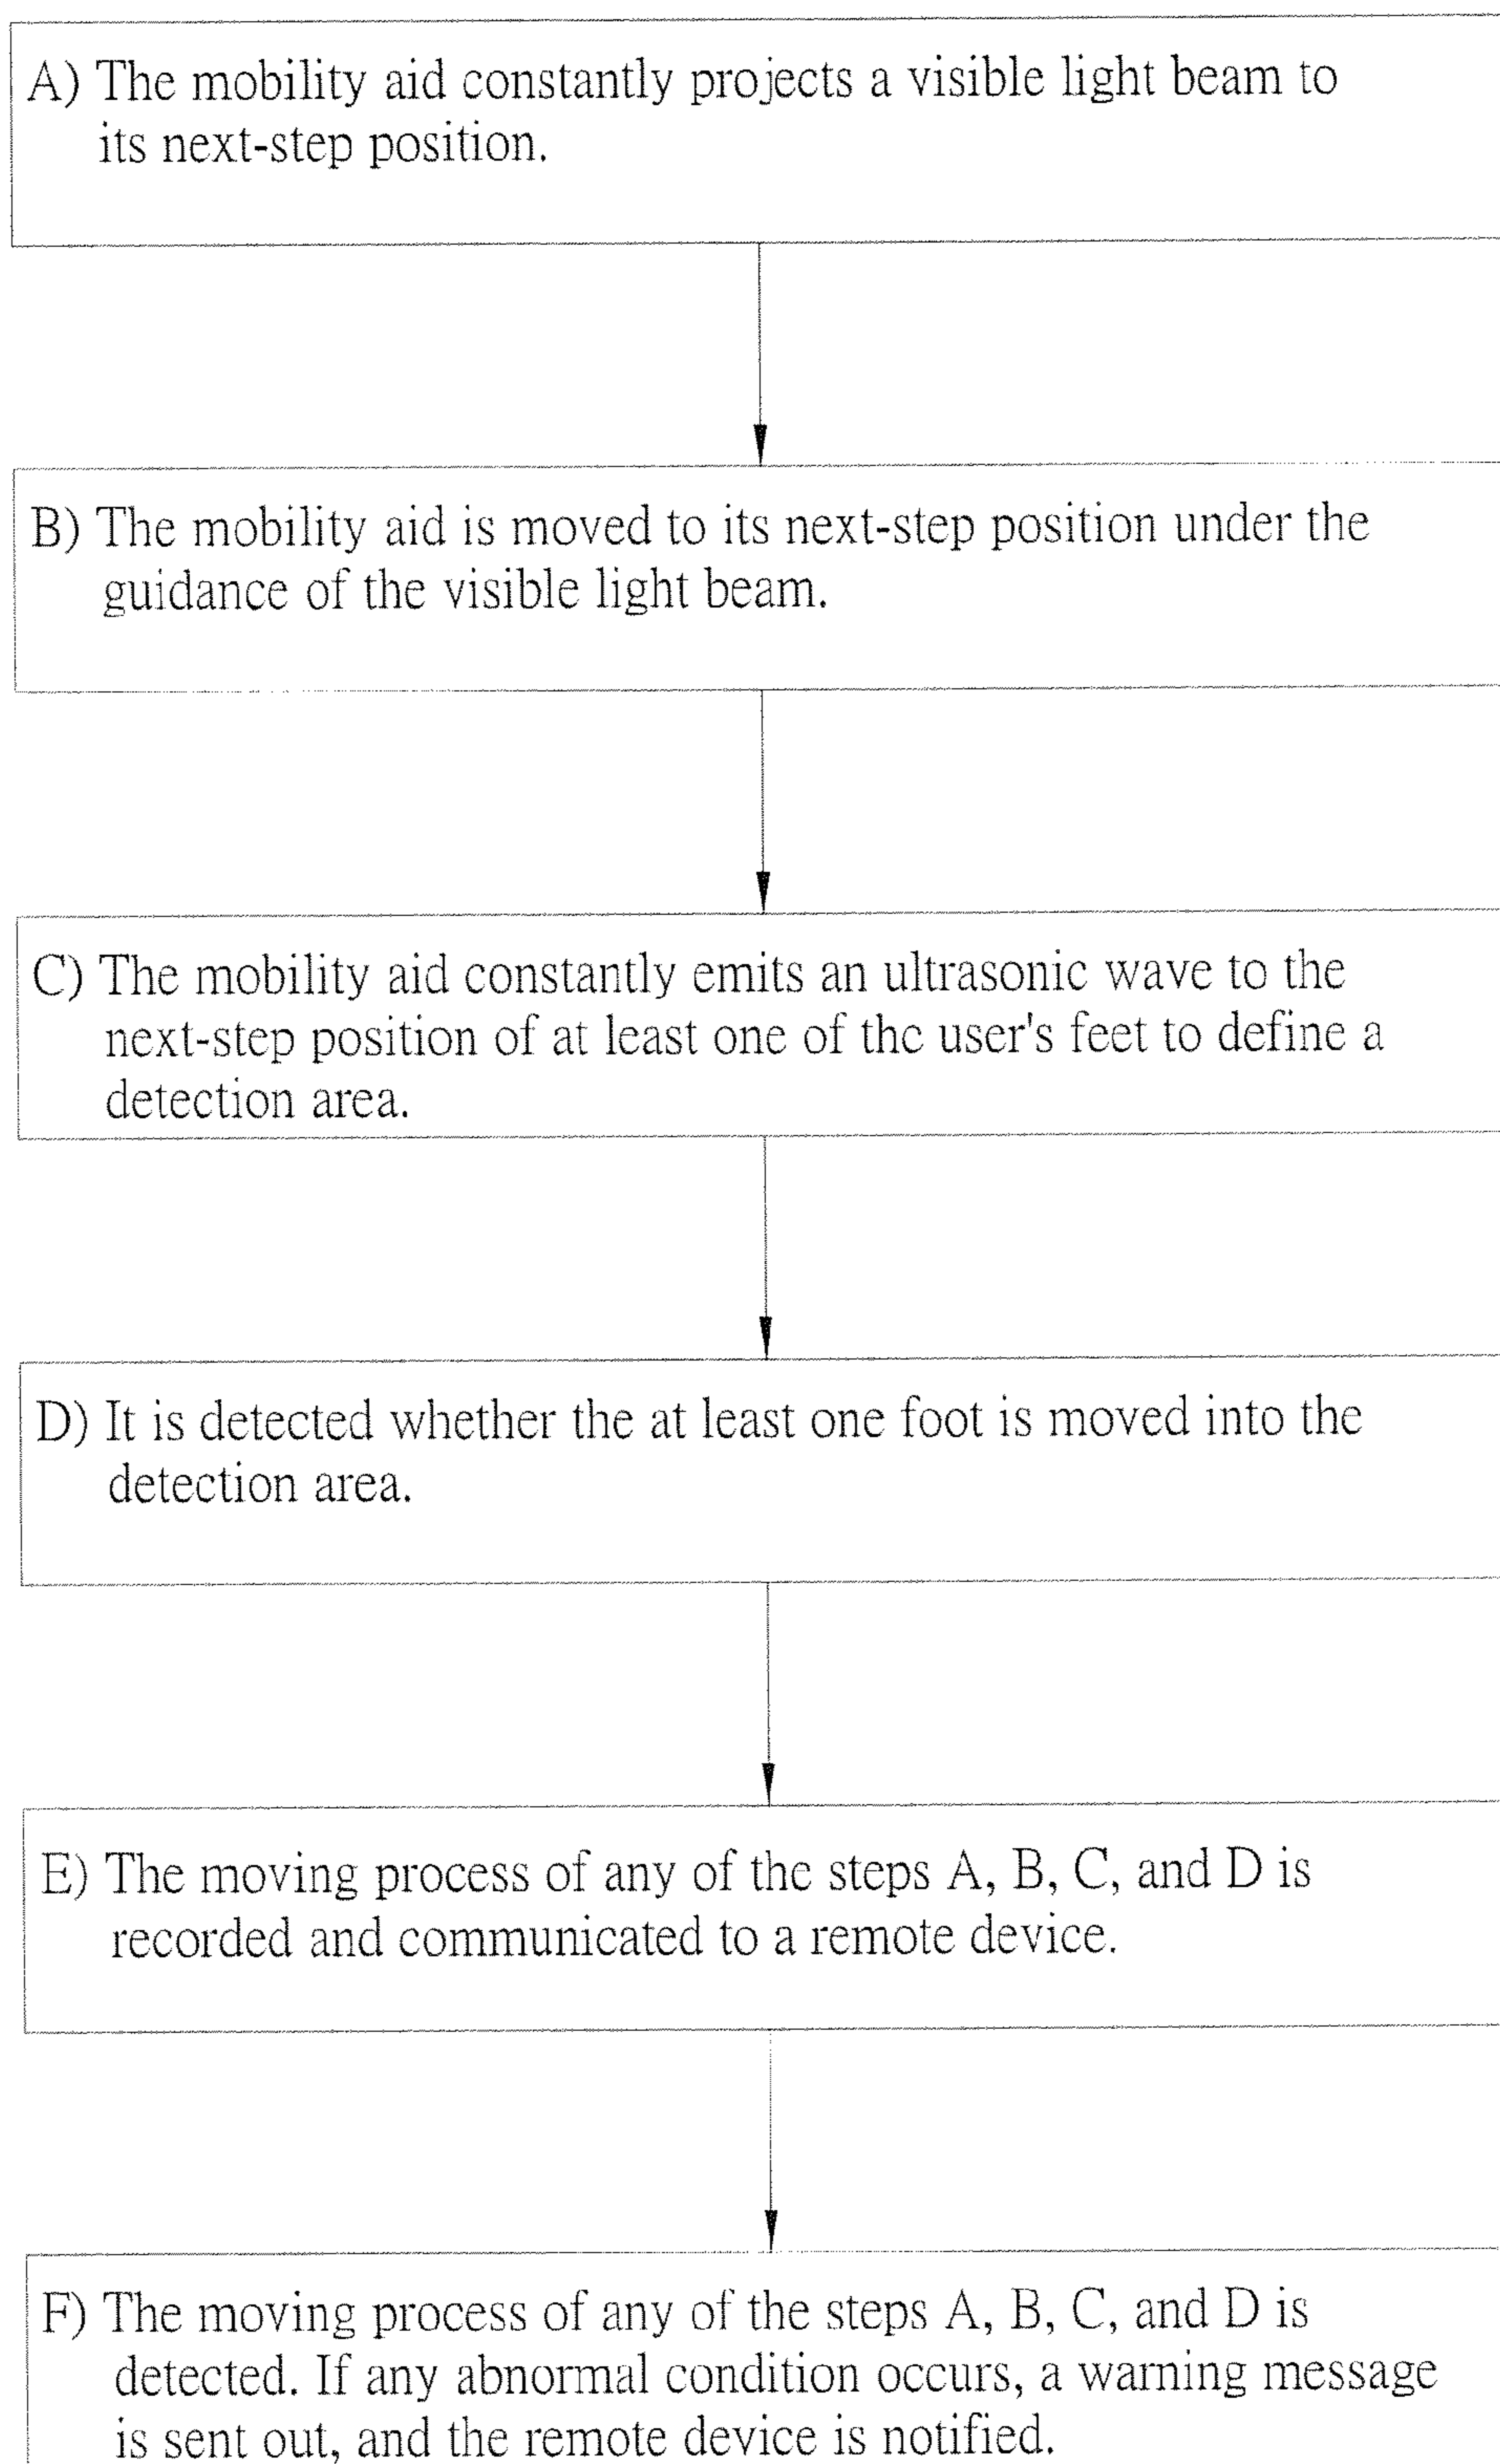 A) The mobility aid constantly projects a visible light beam to
its next-step position.
B) The mobility aid is moved to its next-step position under the
guidance of the visible light beam.
C) The mobility aid constantly emits an ultrasonic wave to the
next-step position of at least one of the user's feet to define a
detection area.
D) It is detected whether the at least one foot is moved into the
detection area.
E) The moving process of any of the steps A, B, C, and D is
recorded and communicated to a remote device.
F) The moving process of any of the steps A, B, C, and D is
detected. If any abnormal condition occurs, a warning message
is sent out, and the remote device is notified.